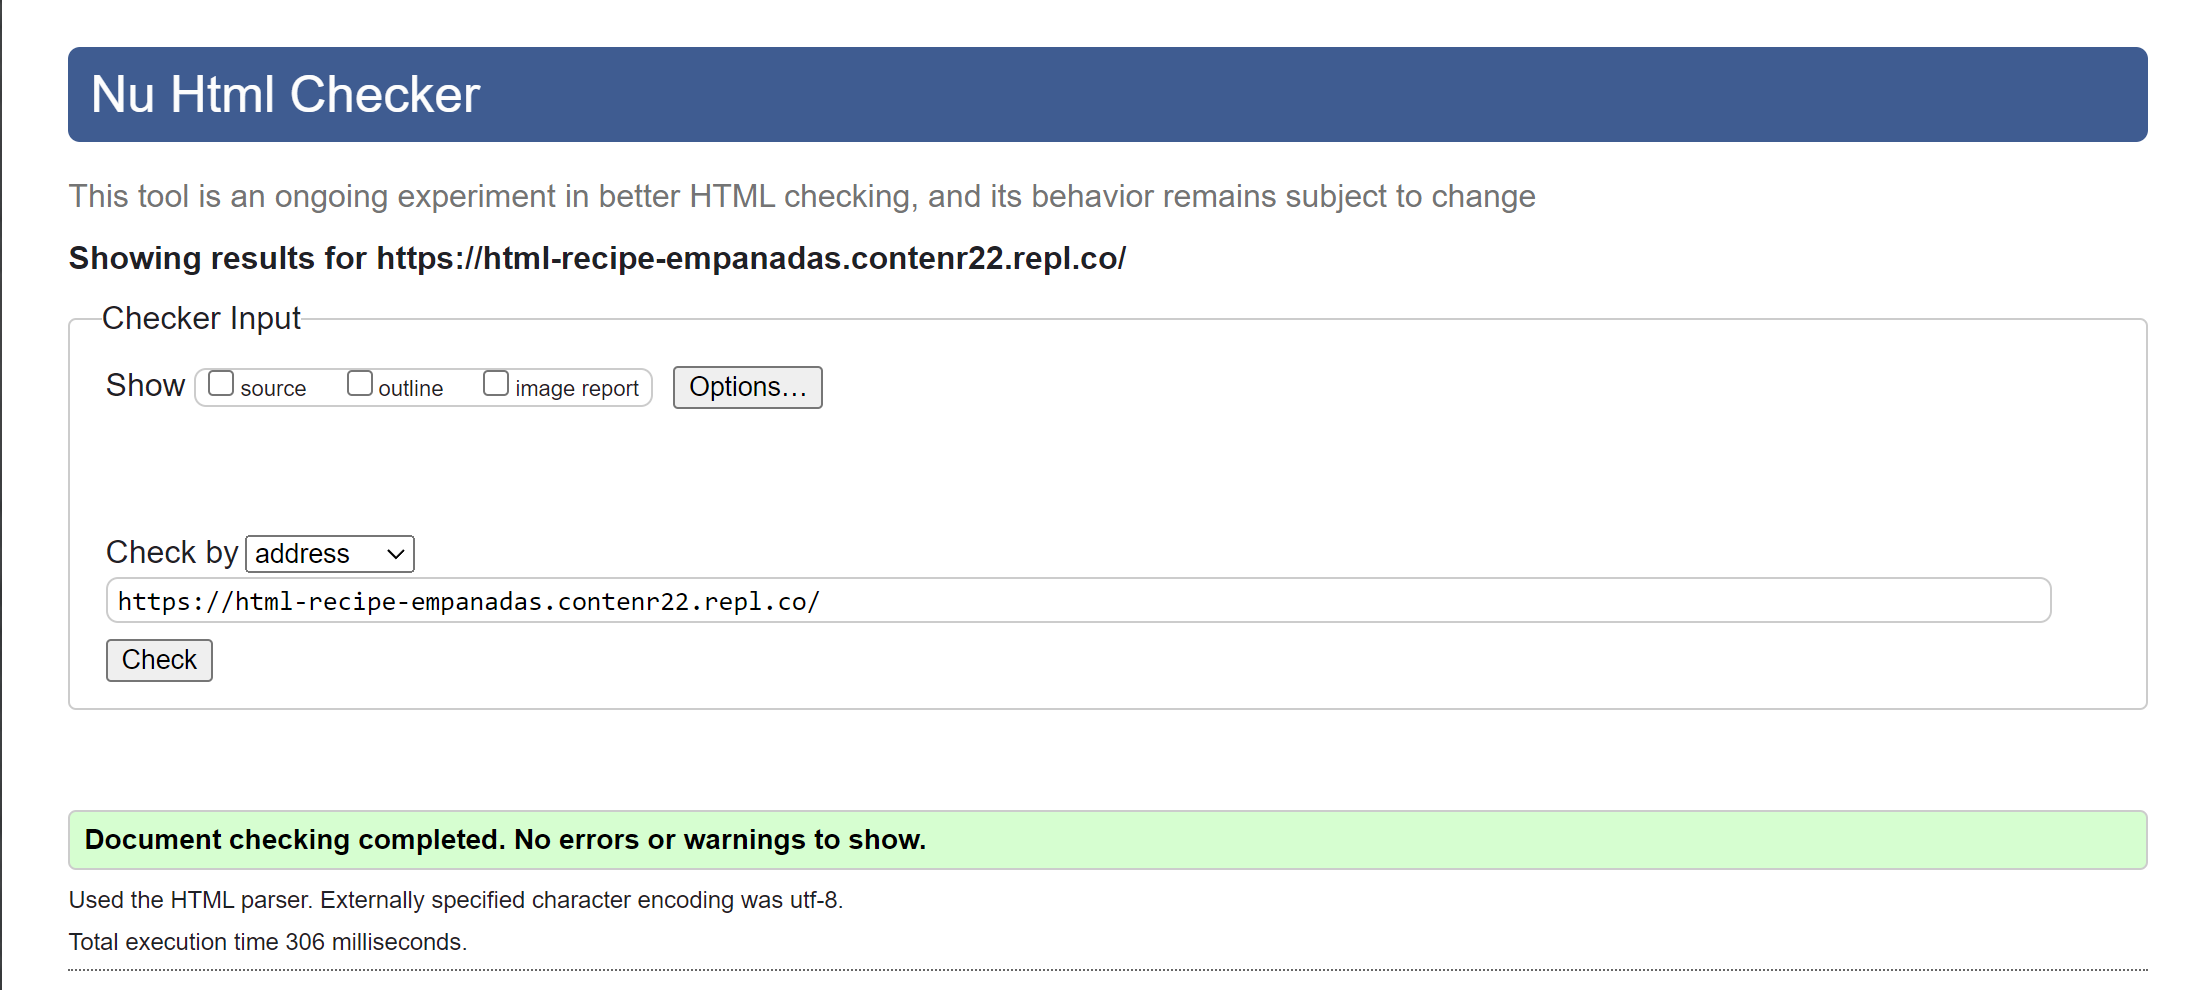 Nu Html Checker
This tool is an ongoing experiment in better HTML checking, and its behavior remains subject to change
Showing results for https://html-recipe-empanadas.contenr22.repl.co/
Checker Input
Show source outline image report Options...
Check by address
https://html-recipe-empanadas.contenr22.repl.co/
Check
Document checking completed. No errors or warnings to show.
Used the HTML parser. Externally specified character encoding was utf-8.
Total execution time 306 milliseconds.